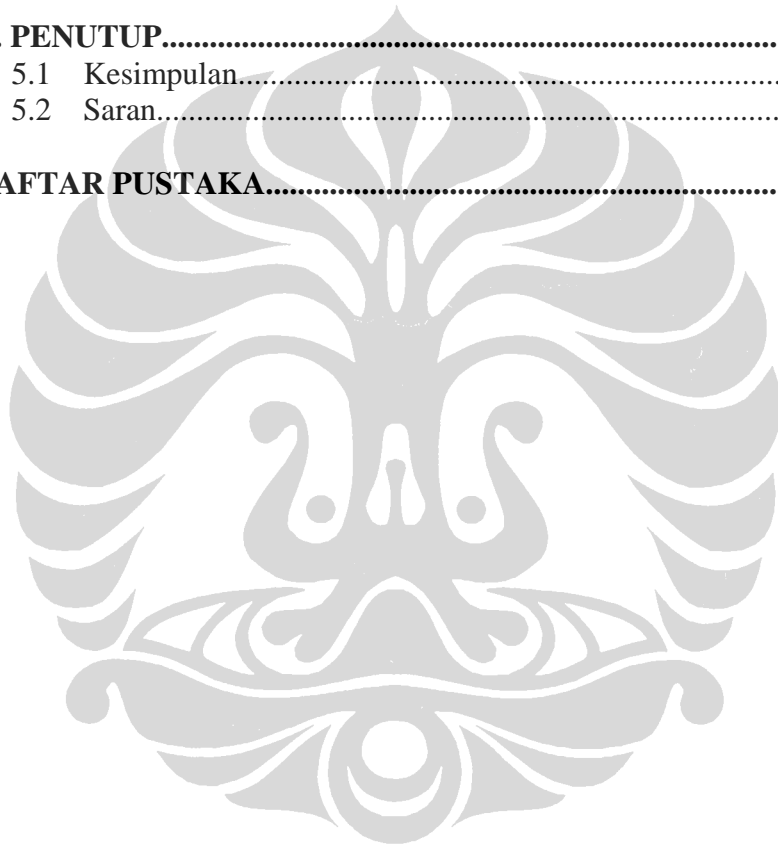 . PENUTUP..............................................................................
5.1 Kesimpulan.....................................................................
5.2 Saran...............................................................................
AFTAR PUSTAKA.................................................................